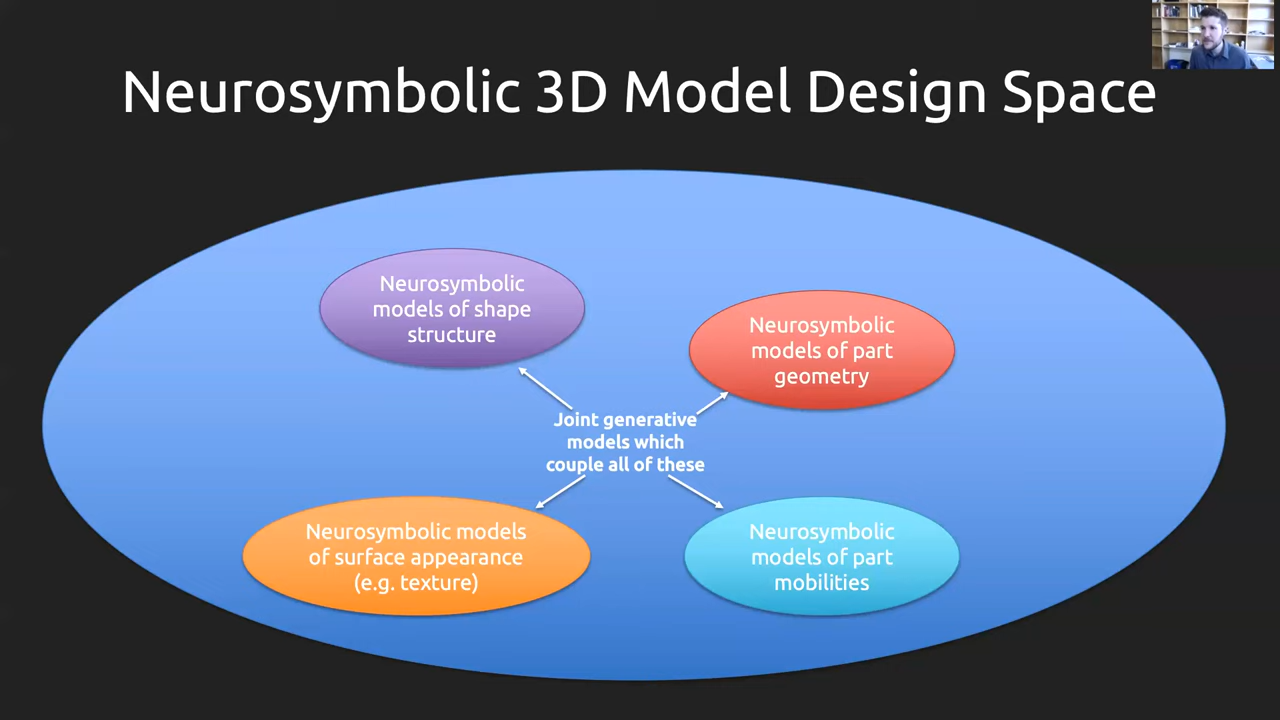 Neurosymbolic 3D Model Design Space
Neurosymbolic
models of shape
structure
Neurosymbolic
models of part
geometry
Joint generative
models which
couple all of these
Neurosymbolic models
of surface appearance
(e.g. texture)
Neurosymbolic
models of part
mobilities